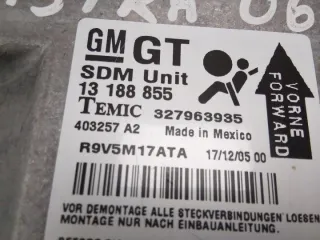 ASTRA 06
GM GT
SDM Unit
13 188 855
TEMIC 327963935
403257 A2 Made in Mexico
R9V5M17ATA 17/12/05 00
VORNE
FORWARD
VOR DEMONTAGE ALLE STECKVERBINDUNGEN LOESEN
MONTAGE NUR NACH EINBAUANLEITUNG.